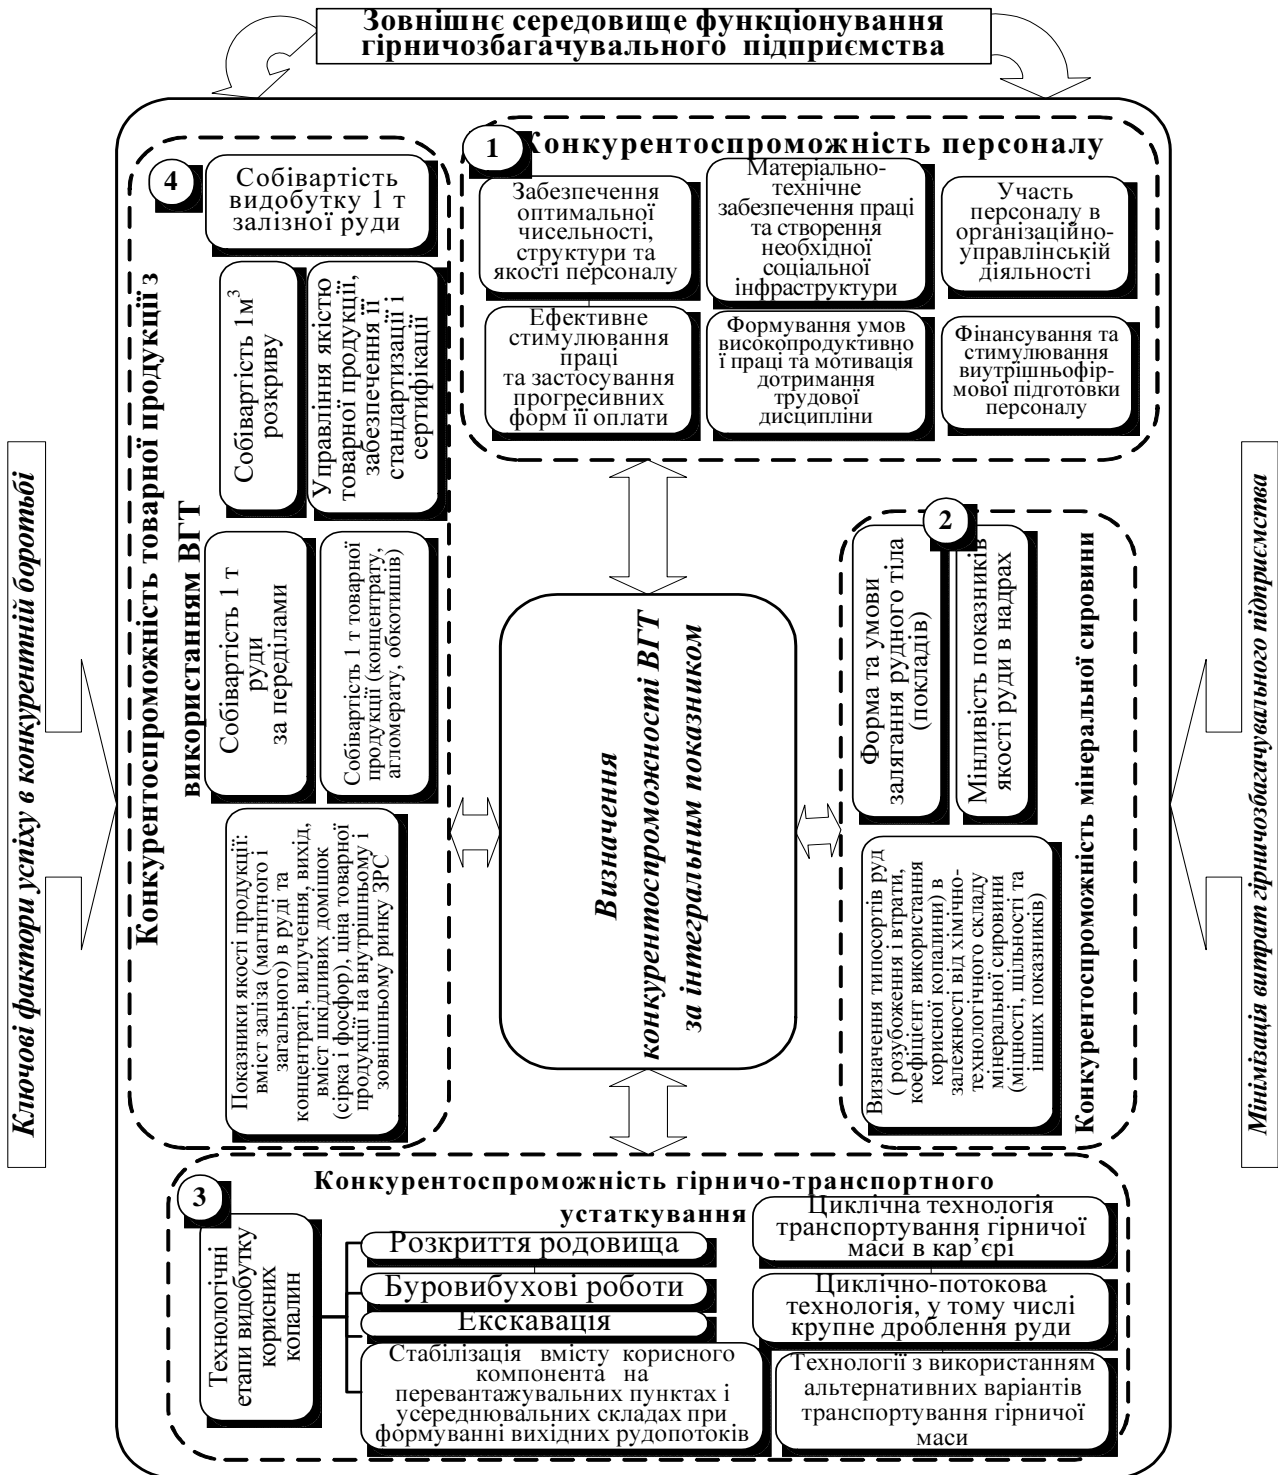 Зовнішнє середовище функціонування
гірничозбагачувального підприємства
1
Конкурентоспроможність персоналу
Забезпечення
оптимальної
чисельності,
структури та
якості персоналу
Матеріально-
технічне
забезпечення праці
та створення
необхідної
соціальної
інфраструктури
Участь
персоналу в
організаційно-
управлінській
діяльності
Ефективне
стимулювання
праці
та застосування
прогресивних
форм її оплати
Формування умов
високопродуктивно
ї праці та мотивація
дотримання
трудової
дисципліни
Фінансування та
стимулювання
внутрішньофір-
мової підготовки
персоналу
4
Конкурентоспроможність товарної продукції з
використанням ВГТ
Собівартість
видобутку 1 т
залізної руди
Собівартість 1м3
розкриву
Управління якістю
товарної продукції,
забезпечення її
стандартизації і
сертифікації
Собівартість 1 т
руди
за переділами
Собівартість 1 т товарної
продукції (концентрату,
агломерату, обкотишів)
Показники якості продукції:
вміст заліза (магнітного і
загального) в руді та
концентраті, вилучення, вихід,
вміст шкідливих домішок
(сірка і фосфор), ціна товарної
продукції на внутрішньому і
зовнішньому ринку ЗРС
Ключові фактори успіху в конкурентній боротьбі
Визначення
конкурентоспроможності ВГТ
за інтегральним показником
2
Форма та умови
залягання рудного тіла
(покладів)
Мінливість показників
якості руди в надрах
Визначення типосортів руд
( розубоження і втрати,
коефіцієнт використання
корисної копалини) в
залежності від хімічно-
технологічного складу
мінеральної сировини
(міцності, щільності та
інших показників)
Конкурентоспроможність мінеральної сировини
Мінімізація витрат гірничозбагачувального підприємства
3
Конкурентоспроможність гірничо-транспортного
устаткування
Технологічні
етапи видобутку
корисних
копалин
Розкриття родовища
Буровибухові роботи
Екскавація
Стабілізація вмісту корисного
компонента на
перевантажувальних пунктах і
усереднювальних складах при
формуванні вихідних рудопотоків
Циклічна технологія
транспортування гірничої
маси в кар’єрі
Циклічно-потокова
технологія, у тому числі
крупне дроблення руди
Технології з використанням
альтернативних варіантів
транспортування гірничої
маси